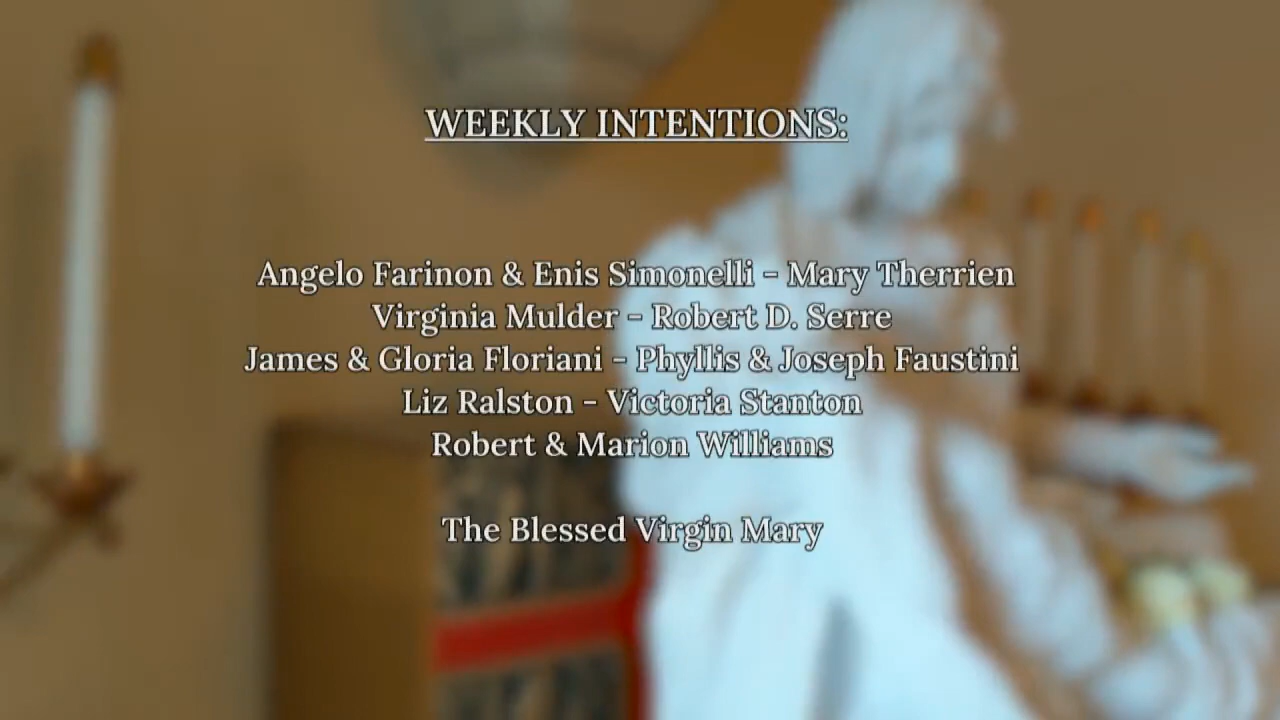 WEEKLY INTENTIONS:
Angelo Farinon & Enis Simonelli - Mary Therrien
Virginia Mulder - Robert D. Serre
James & Gloria Floriani - Phyllis & Joseph Faustini
Liz Ralston - Victoria Stanton
Robert & Marion Williams
The Blessed Virgin Mary